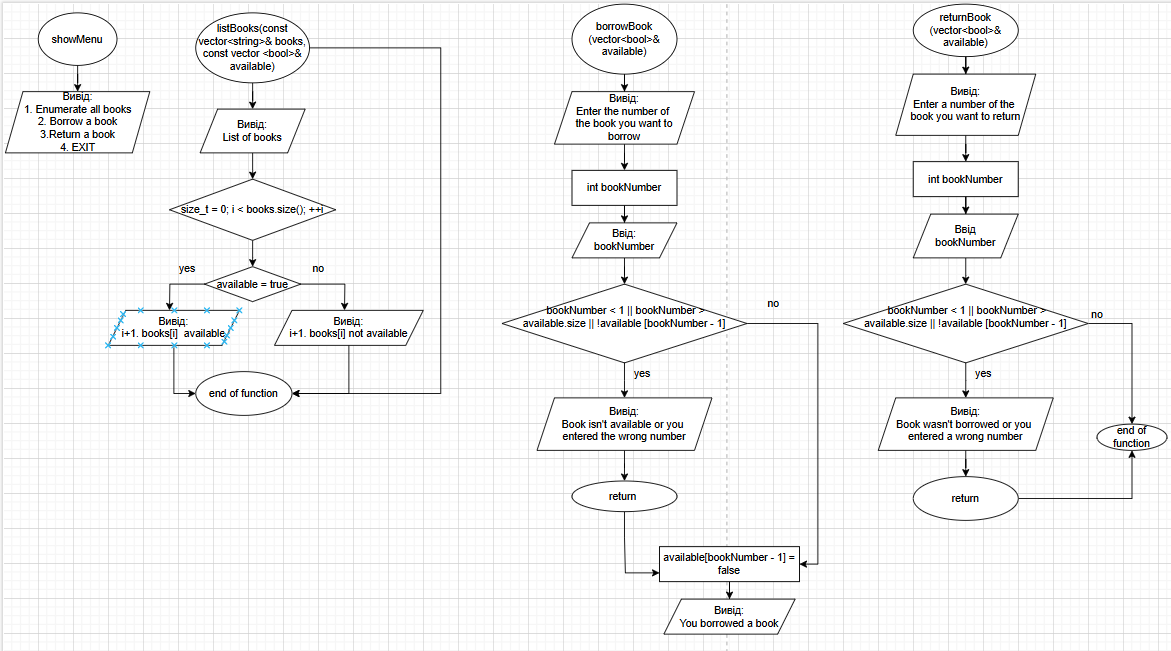 showMenu
Вивід:
1. Enumerate all books
2. Borrow a book
3.Return a book
4. EXIT
listBooks(const
vector<string>& books,
const vector <bool>&
available)
Вивід:
List of books
size_t = 0; i < books.size(); ++i
yes
no
available = true
Вивід:
i+1. books[i] available
Вивід:
i+1. books[i] not available
end of function
borrowBook
(vector<bool>&
available)
Вивід:
Enter the number of
the book you want to
borrow
int bookNumber
Ввід:
bookNumber
bookNumber < 1 || bookNumber >
available.size || !available [bookNumber - 1]
no
yes
Вивід:
Book isn't available or you
entered the wrong number
return
available[bookNumber - 1] =
false
Вивід:
You borrowed a book
returnBook
(vector<bool>&
available)
Вивід:
Enter a number of the
book you want to return
int bookNumber
Ввід
bookNumber
bookNumber < 1 || bookNumber >
available.size || !available [bookNumber - 1]
no
yes
Вивід:
Book wasn't borrowed or you
entered a wrong number
return
end of
function